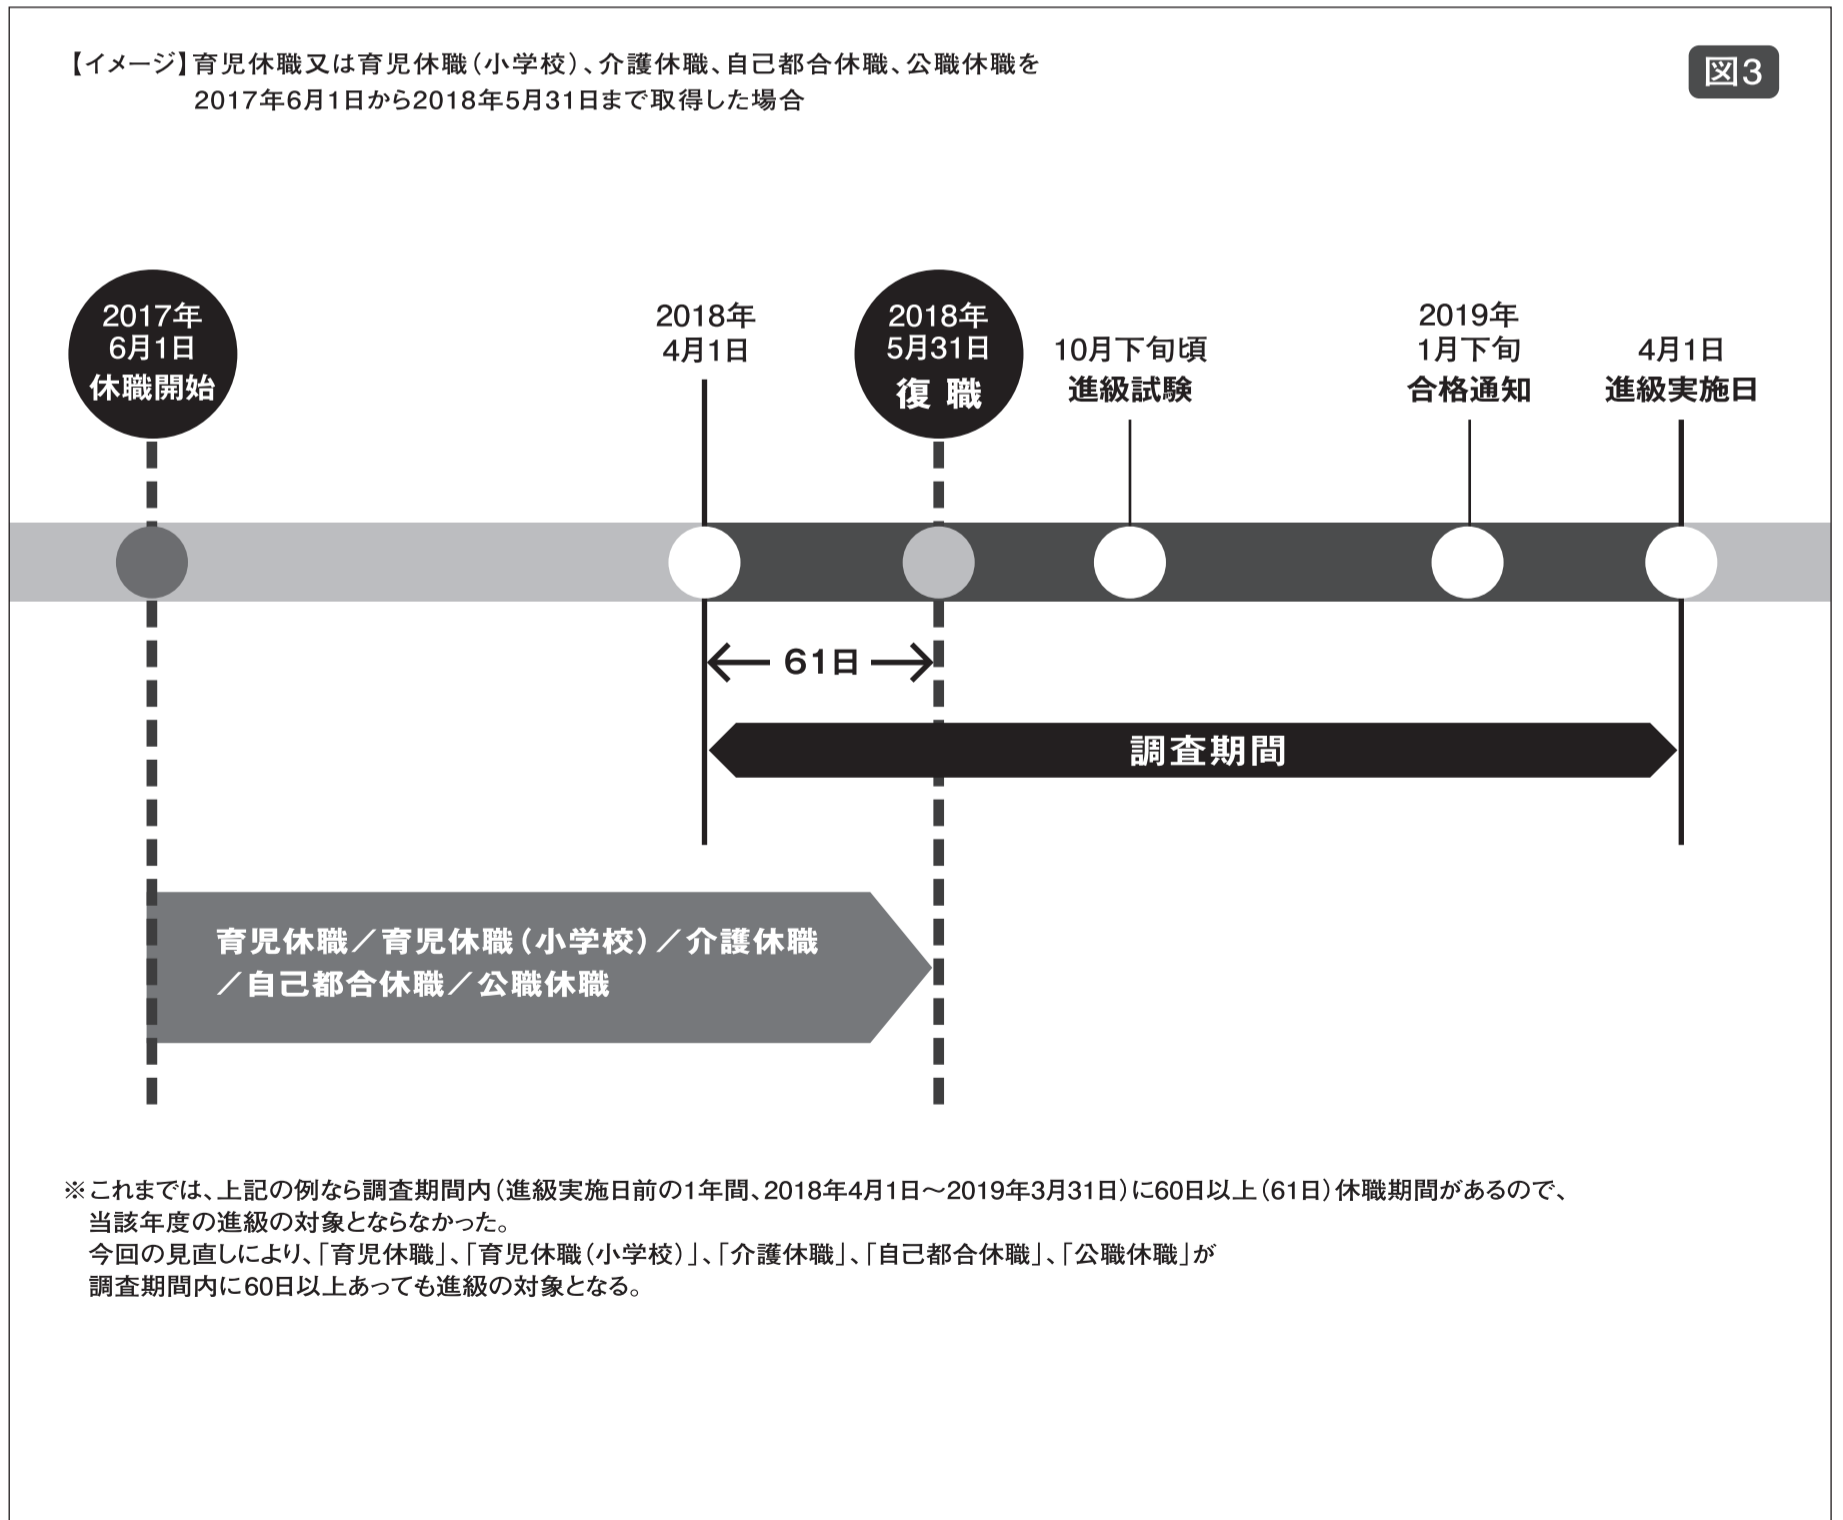 【イメージ】育児休職又は育児休職（小学校）、介護休職、自己都合休職、公職休職を
2017年6月1日から2018年5月31日まで取得した場合
図3
2017年
6月1日
休職開始
2018年
4月1日
2018年
5月31日
復職
10月下旬頃
進級試験
2019年
1月下旬
合格通知
4月1日
進級実施日
61日
調査期間
育児休職／育児休職（小学校）／介護休職
／自己都合休職／公職休職
※これまでは、上記の例なら調査期間内（進級実施日前の1年間、2018年4月1日～2019年3月31日）に60日以上（61日）休職期間があるので、
当該年度の進級の対象とならなかった。
今回の見直しにより、「育児休職」、「育児休職（小学校）」、「介護休職」、「自己都合休職」、「公職休職」が
調査期間内に60日以上あっても進級の対象となる。